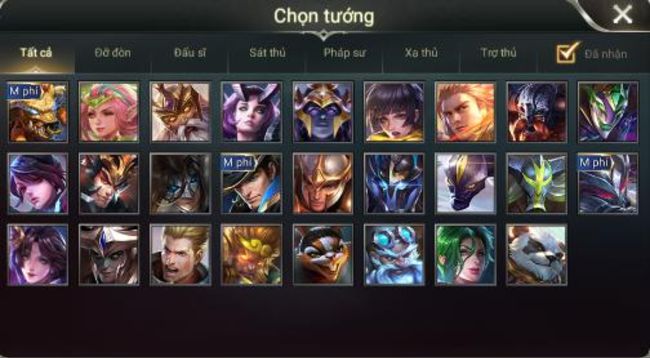 Chọn tướng
Tất cả Đỡ đòn Đấu sĩ Sát thủ Pháp sư Xạ thủ Trợ thủ Đã nhận
M phí
M phí M phí